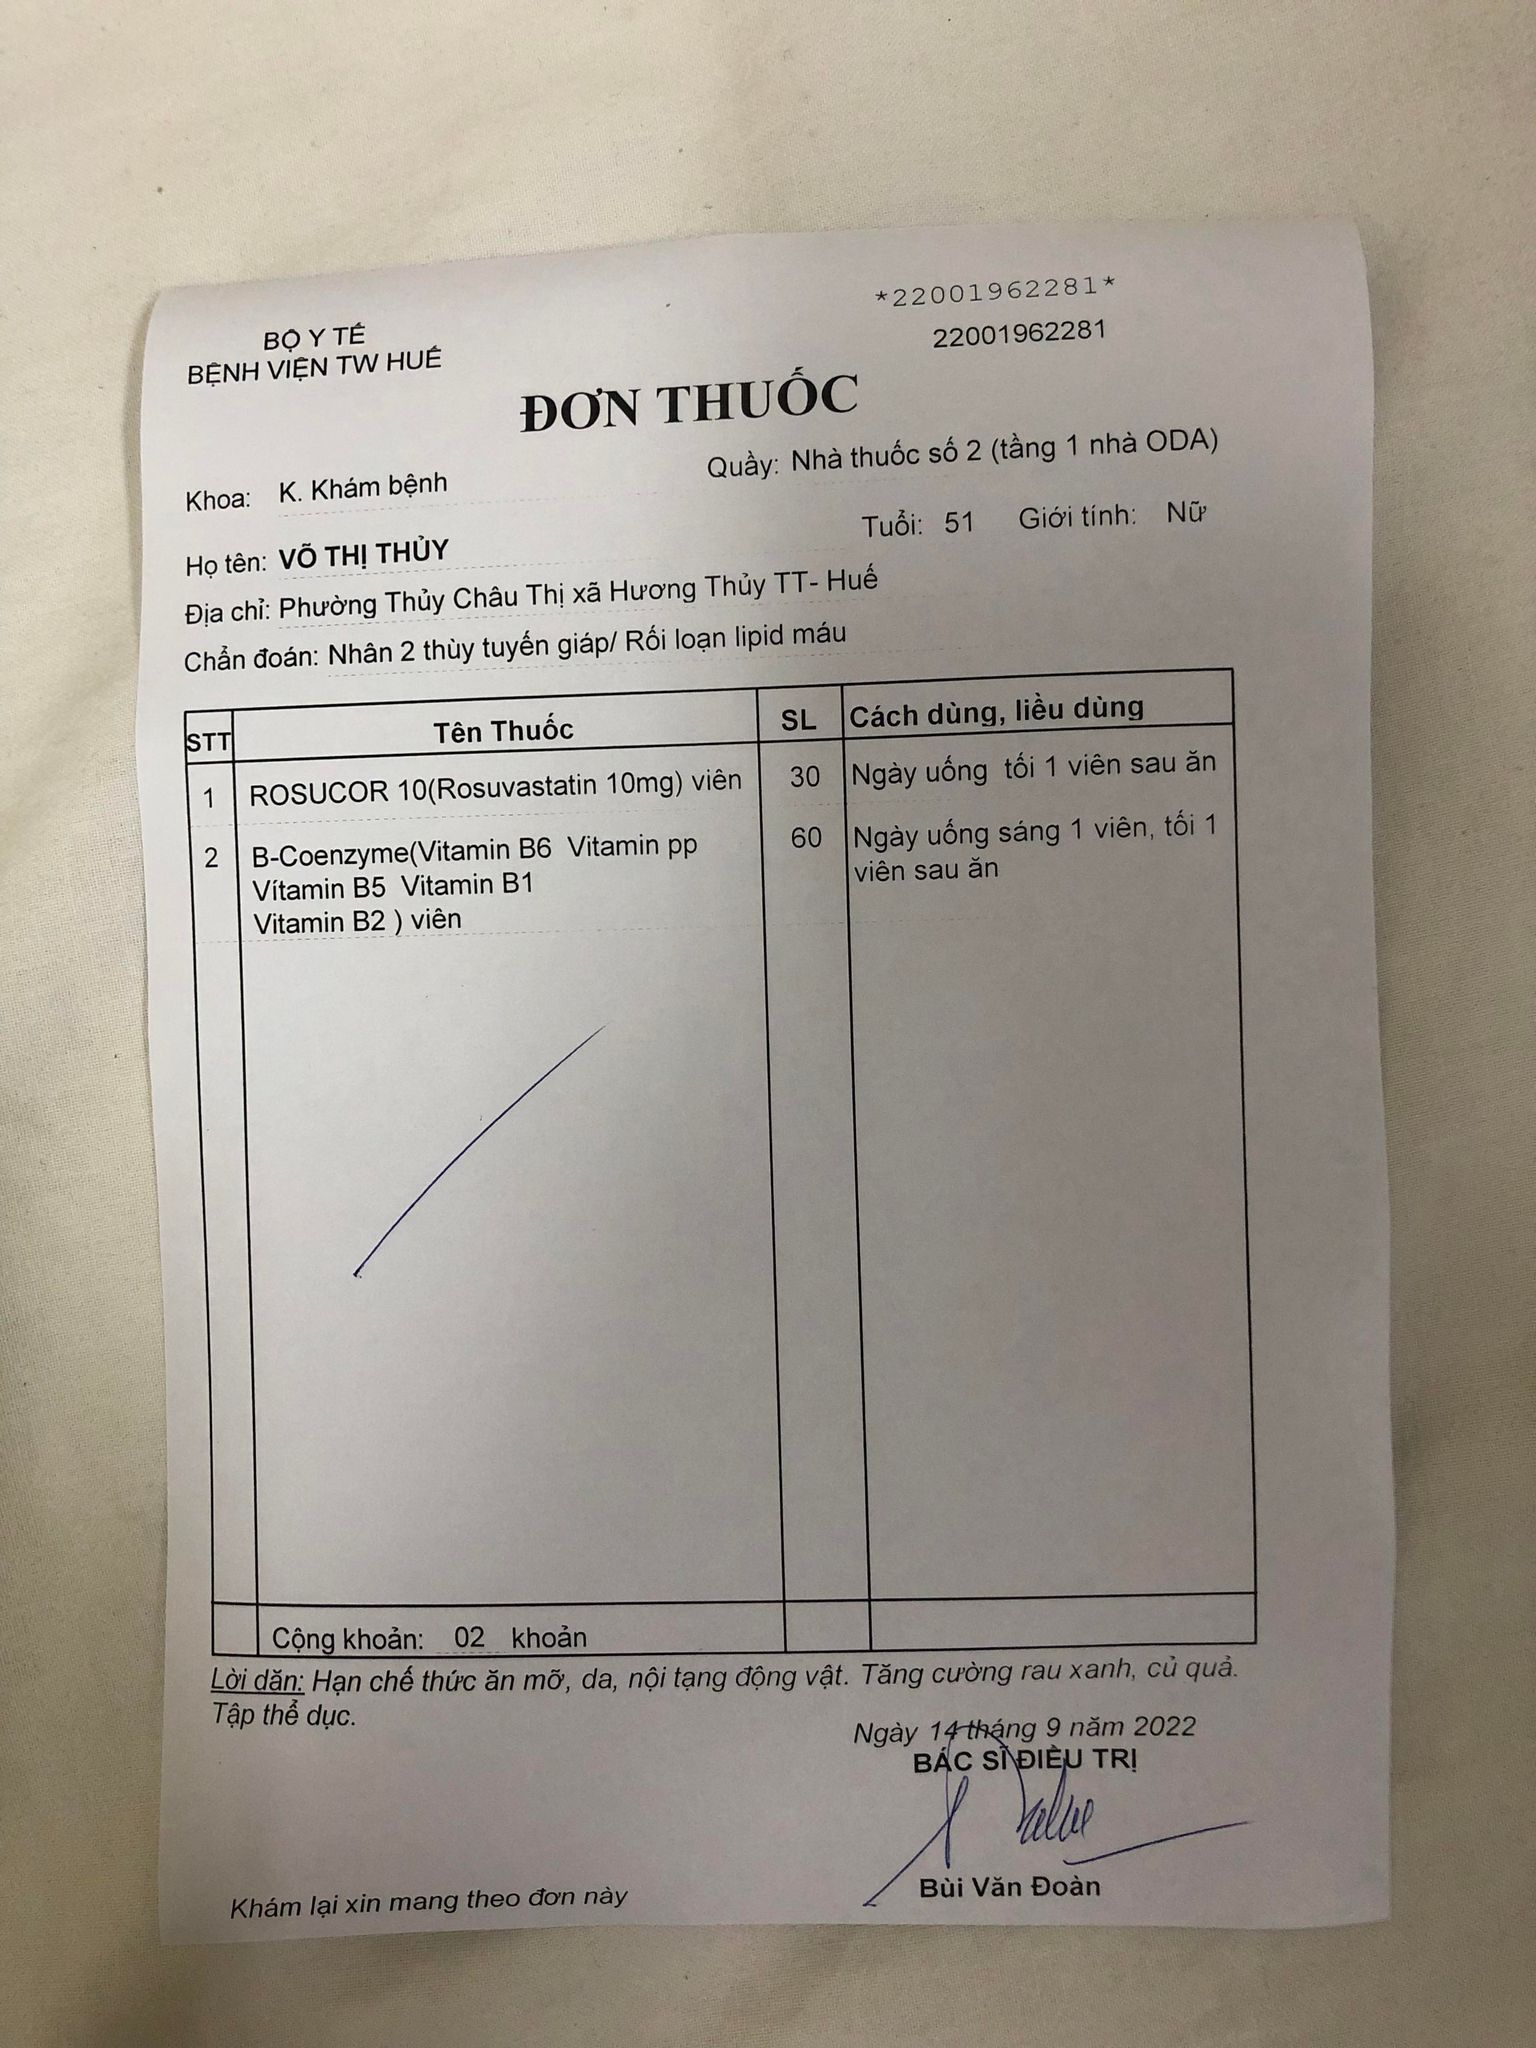 *22001962281*
22001962281
BỘ Y TẾ
BỆNH VIỆN TW HUẾ
ĐƠN THUỐC
Quầy: Nhà thuốc số 2 (tầng 1 nhà ODA)
Khoa: K. Khám bệnh
Họ tên: VÕ THỊ THỦY Tuổi: 51 Giới tính: Nữ
Địa chỉ: Phường Thủy Châu Thị xã Hương Thủy TT- Huế
Chẩn đoán: Nhân 2 thùy tuyến giáp/ Rối loạn lipid máu
STT Tên Thuốc SL Cách dùng, liều dùng
1 ROSUCOR 10(Rosuvastatin 10mg) viên 30 Ngày uống tối 1 viên sau ăn
2 B-Coenzyme(Vitamin B6 Vitamin pp 60 Ngày uống sáng 1 viên, tối 1
Vítamin B5 Vitamin B1 viên sau ăn
Vitamin B2 ) viên
Cộng khoản: 02 khoản
Lời dăn: Hạn chế thức ăn mỡ, da, nội tạng động vật. Tăng cường rau xanh, củ quả.
Tập thể dục.
Ngày 14 tháng 9 năm 2022
BÁC SĨ ĐIỀU TRỊ
Bùi Văn Đoàn
Khám lại xin mang theo đơn này